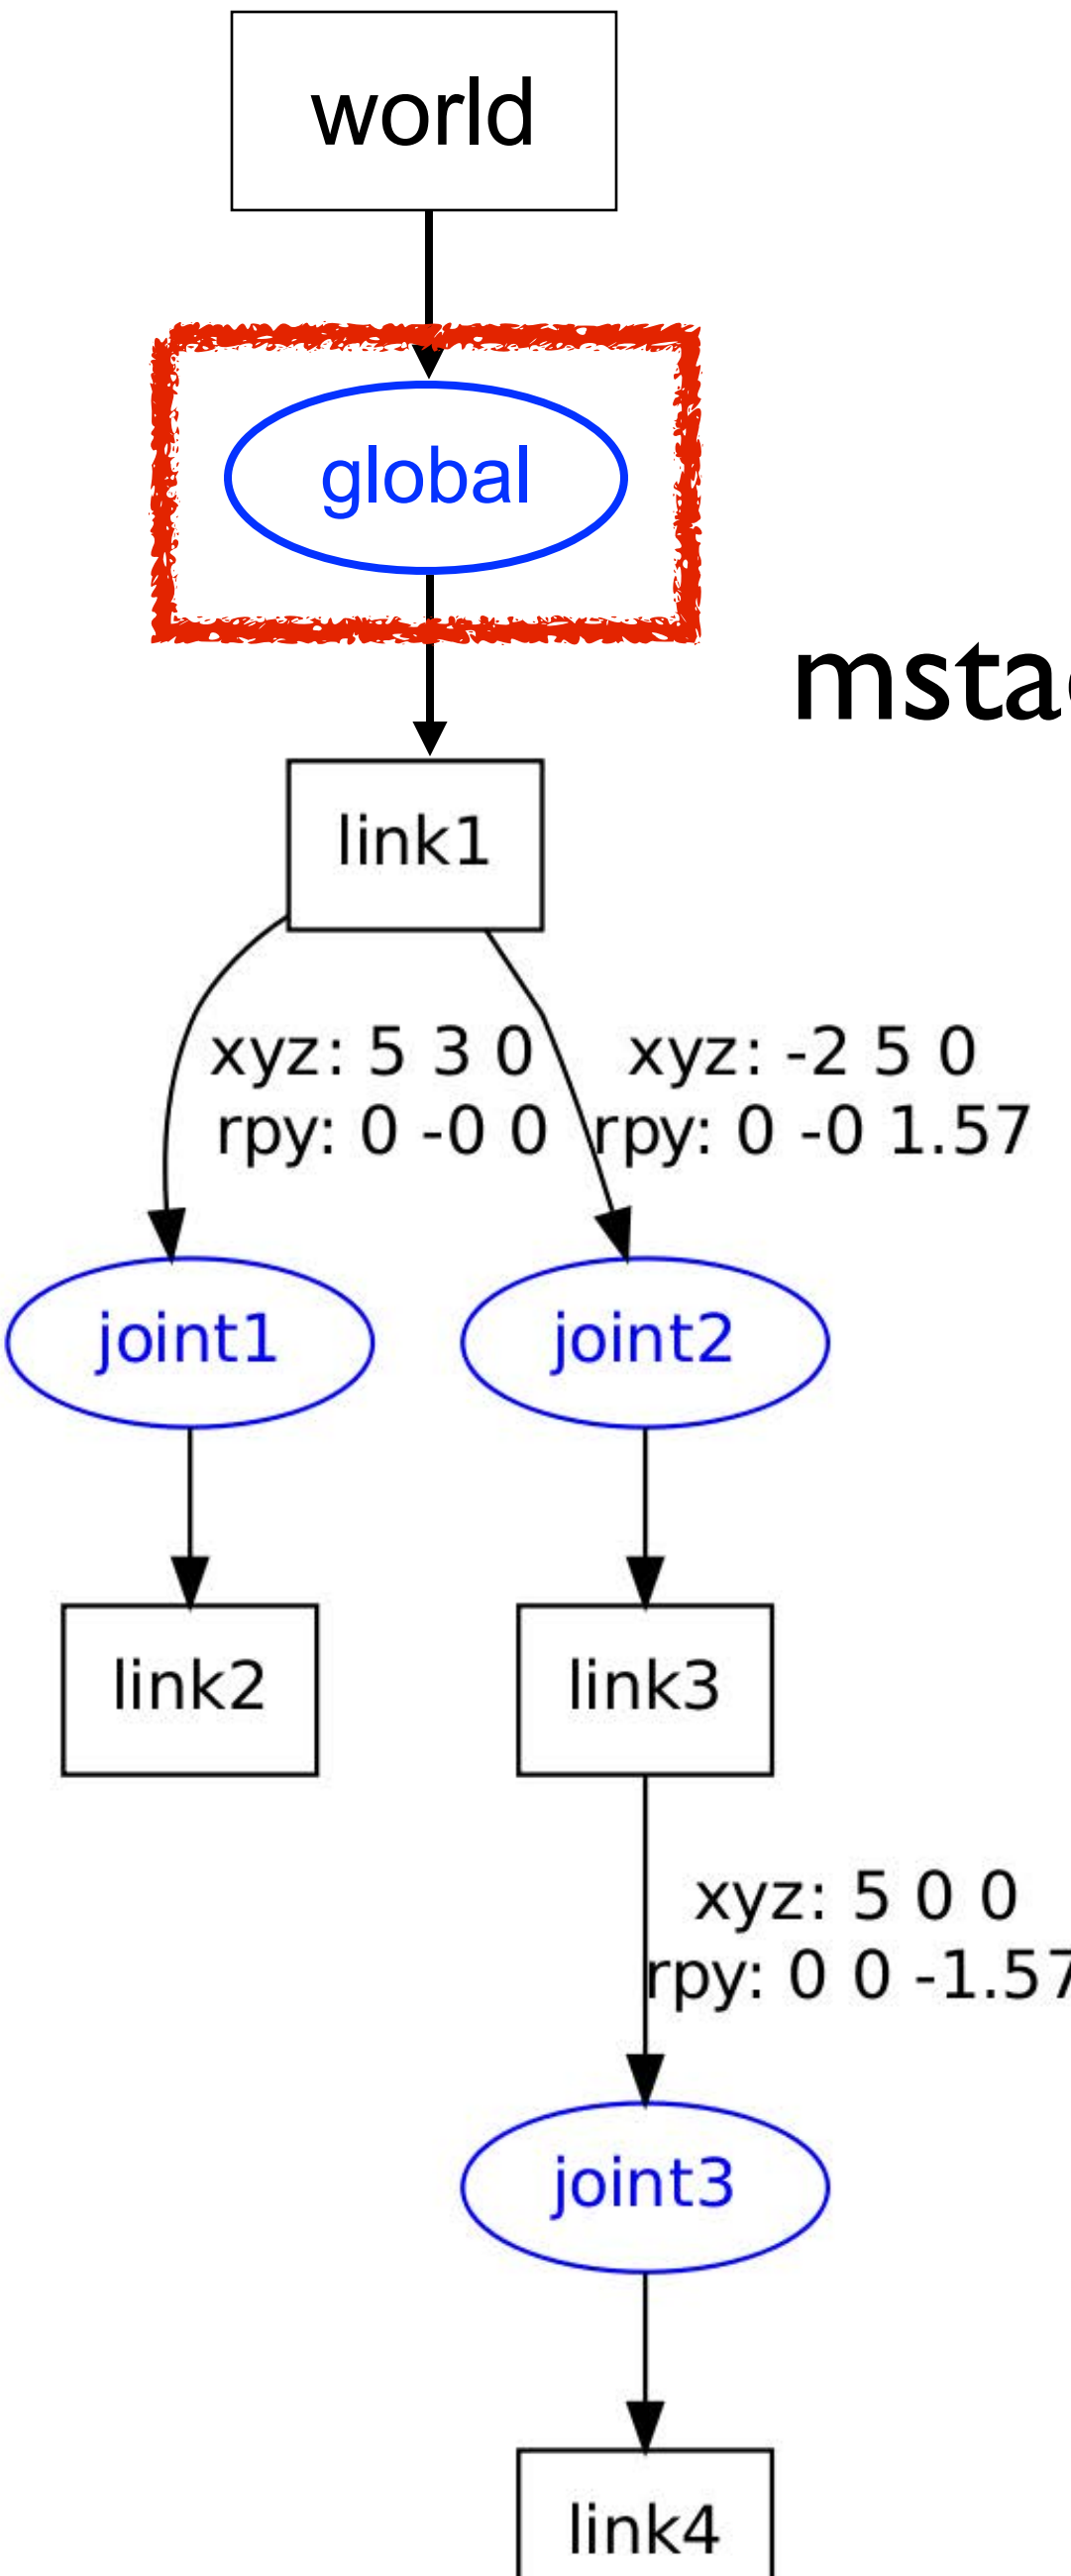 world
global
mstac
link1
xyz: 5 3 0
rpy: 0 -0 0
xyz: -2 5 0
rpy: 0 -0 1.57
joint1
joint2
link2
link3
xyz: 5 0 0
rpy: 0 0 -1.57
joint3
link4